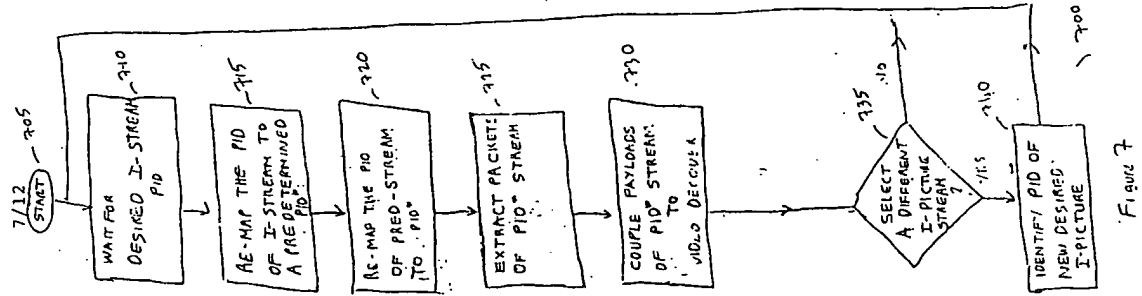 7/12
START
705
WAIT FOR
DESIRED I-STREAM
PID
710
RE-MAP THE PID
OF I-STREAM TO
A PREDETERMINED
PID*
715
RE-MAP THE PID
OF PRED-STREAM
TO PID*
720
EXTRACT PACKETS
OF PID* STREAM
725
COUPLE PAYLOADS
OF PID* STREAM
TO
VIDEO DECODER
730
SELECT
A DIFFERENT
I-PICTURE
STREAM
?
735
NO
YES
IDENTIFY PID OF
NEW DESIRED
I-PICTURE
740
700
Figure 7